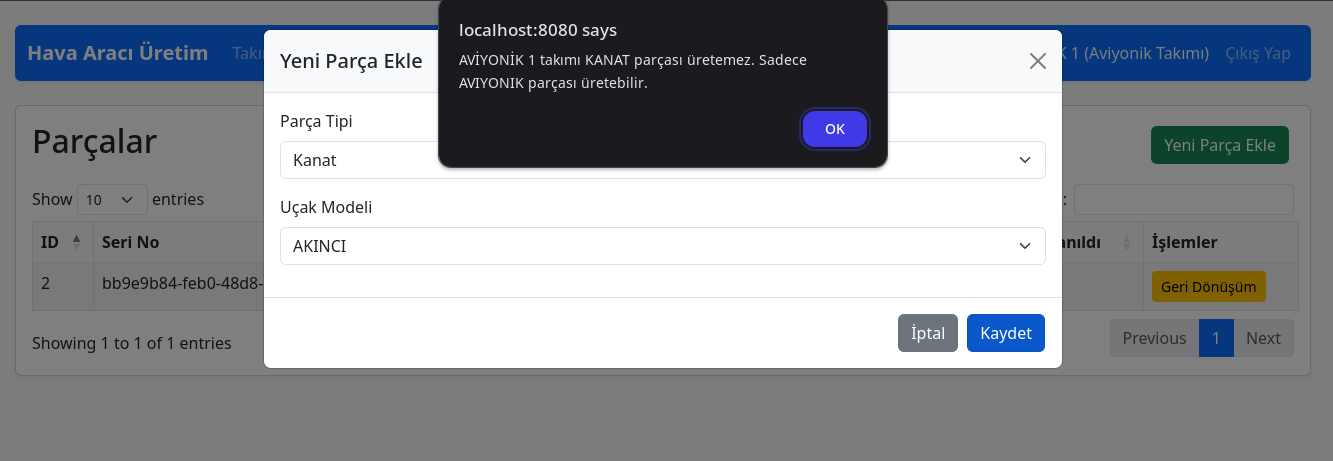 localhost:8080 says
AVİYONİK 1 takımı KANAT parçası üretemez. Sadece
AVIYONIK parçası üretebilir.
OK
Hava Aracı Üretim
1 (Aviyonik Takımı) Çıkış Yap
Yeni Parça Ekle
Parça Tipi
Kanat
Uçak Modeli
AKINCI
İptal Kaydet
Parçalar
Yeni Parça Ekle
Show 10 entries
ID Seri No İşlemler
2 bb9e9b84-feb0-48d8- Geri Dönüşüm
Showing 1 to 1 of 1 entries
Previous 1 Next